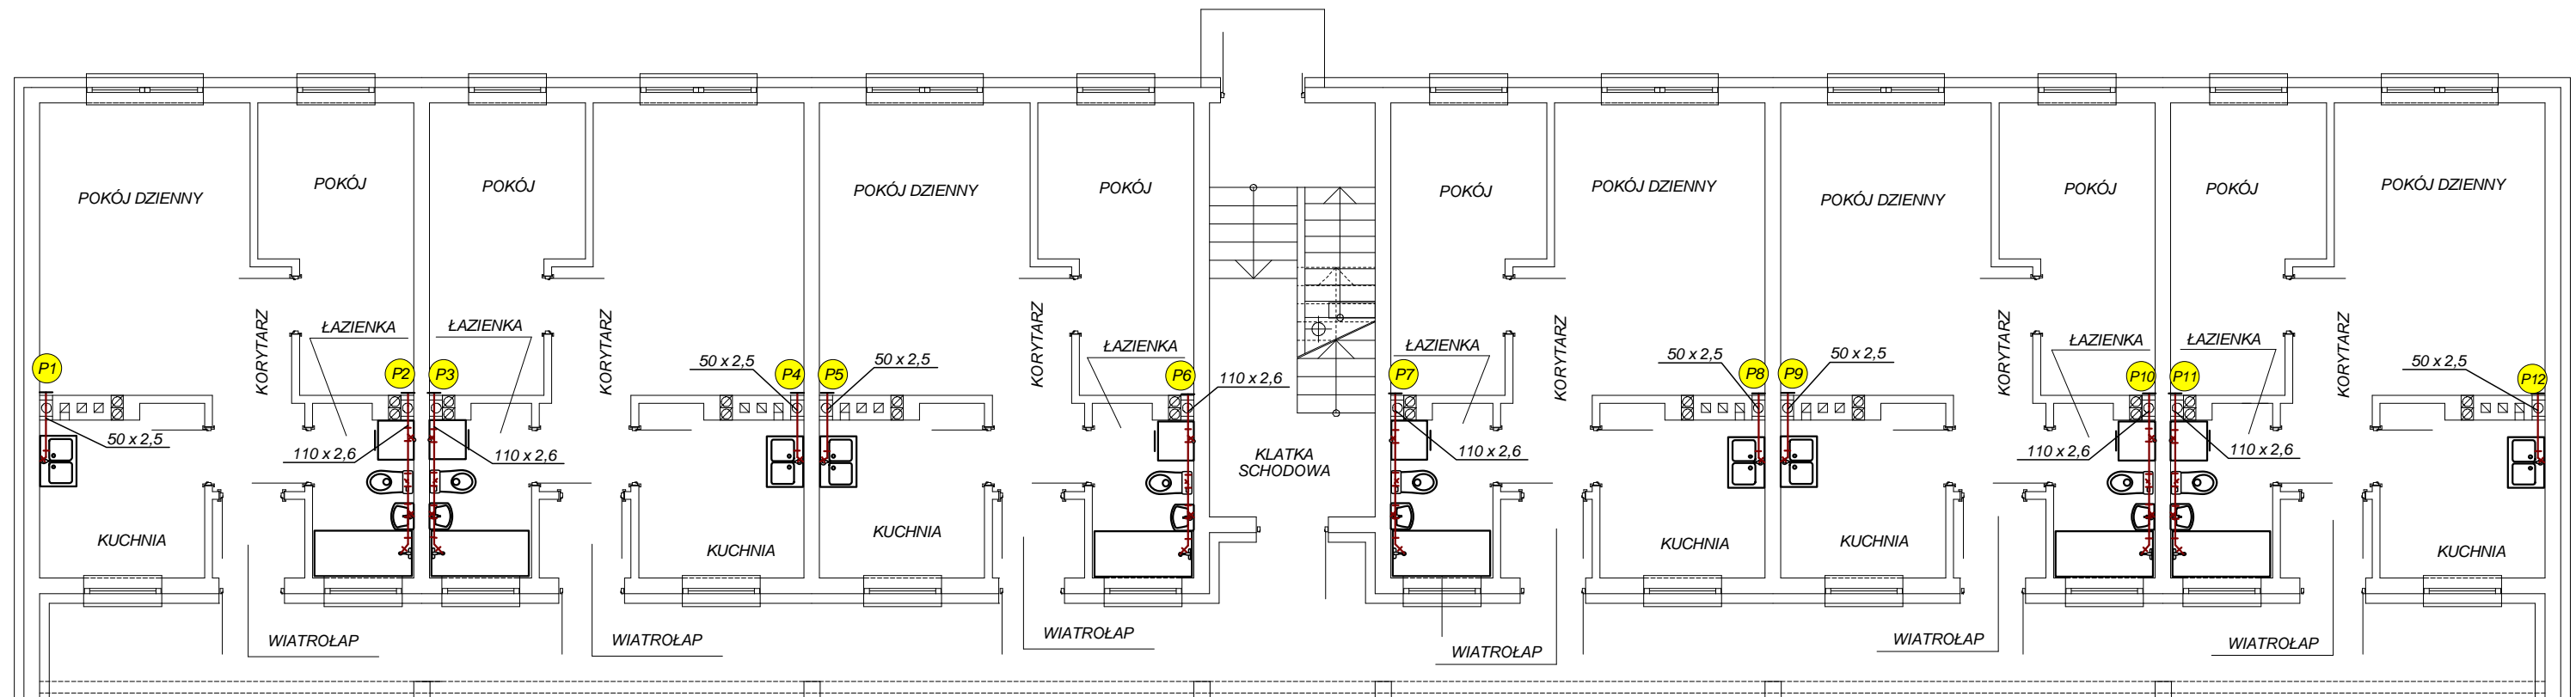 POKÓJ DZIENNY
POKÓJ
POKÓJ
POKÓJ DZIENNY
POKÓJ
POKÓJ
POKÓJ DZIENNY
POKÓJ DZIENNY
POKÓJ
POKÓJ
POKÓJ DZIENNY
KORYTARZ
ŁAZIENKA
ŁAZIENKA
KORYTARZ
KORYTARZ
ŁAZIENKA
ŁAZIENKA
KORYTARZ
KORYTARZ
ŁAZIENKA
ŁAZIENKA
KORYTARZ
P1
P2
P3
50 x 2,5
P4
P5
50 x 2,5
P6
110 x 2,6
P7
50 x 2,5
P8
P9
50 x 2,5
P10
P11
50 x 2,5
P12
50 x 2,5
110 x 2,6
110 x 2,6
KLATKA
SCHODOWA
110 x 2,6
110 x 2,6
110 x 2,6
KUCHNIA
KUCHNIA
KUCHNIA
KUCHNIA
KUCHNIA
KUCHNIA
WIATROŁAP
WIATROŁAP
WIATROŁAP
WIATROŁAP
WIATROŁAP
WIATROŁAP